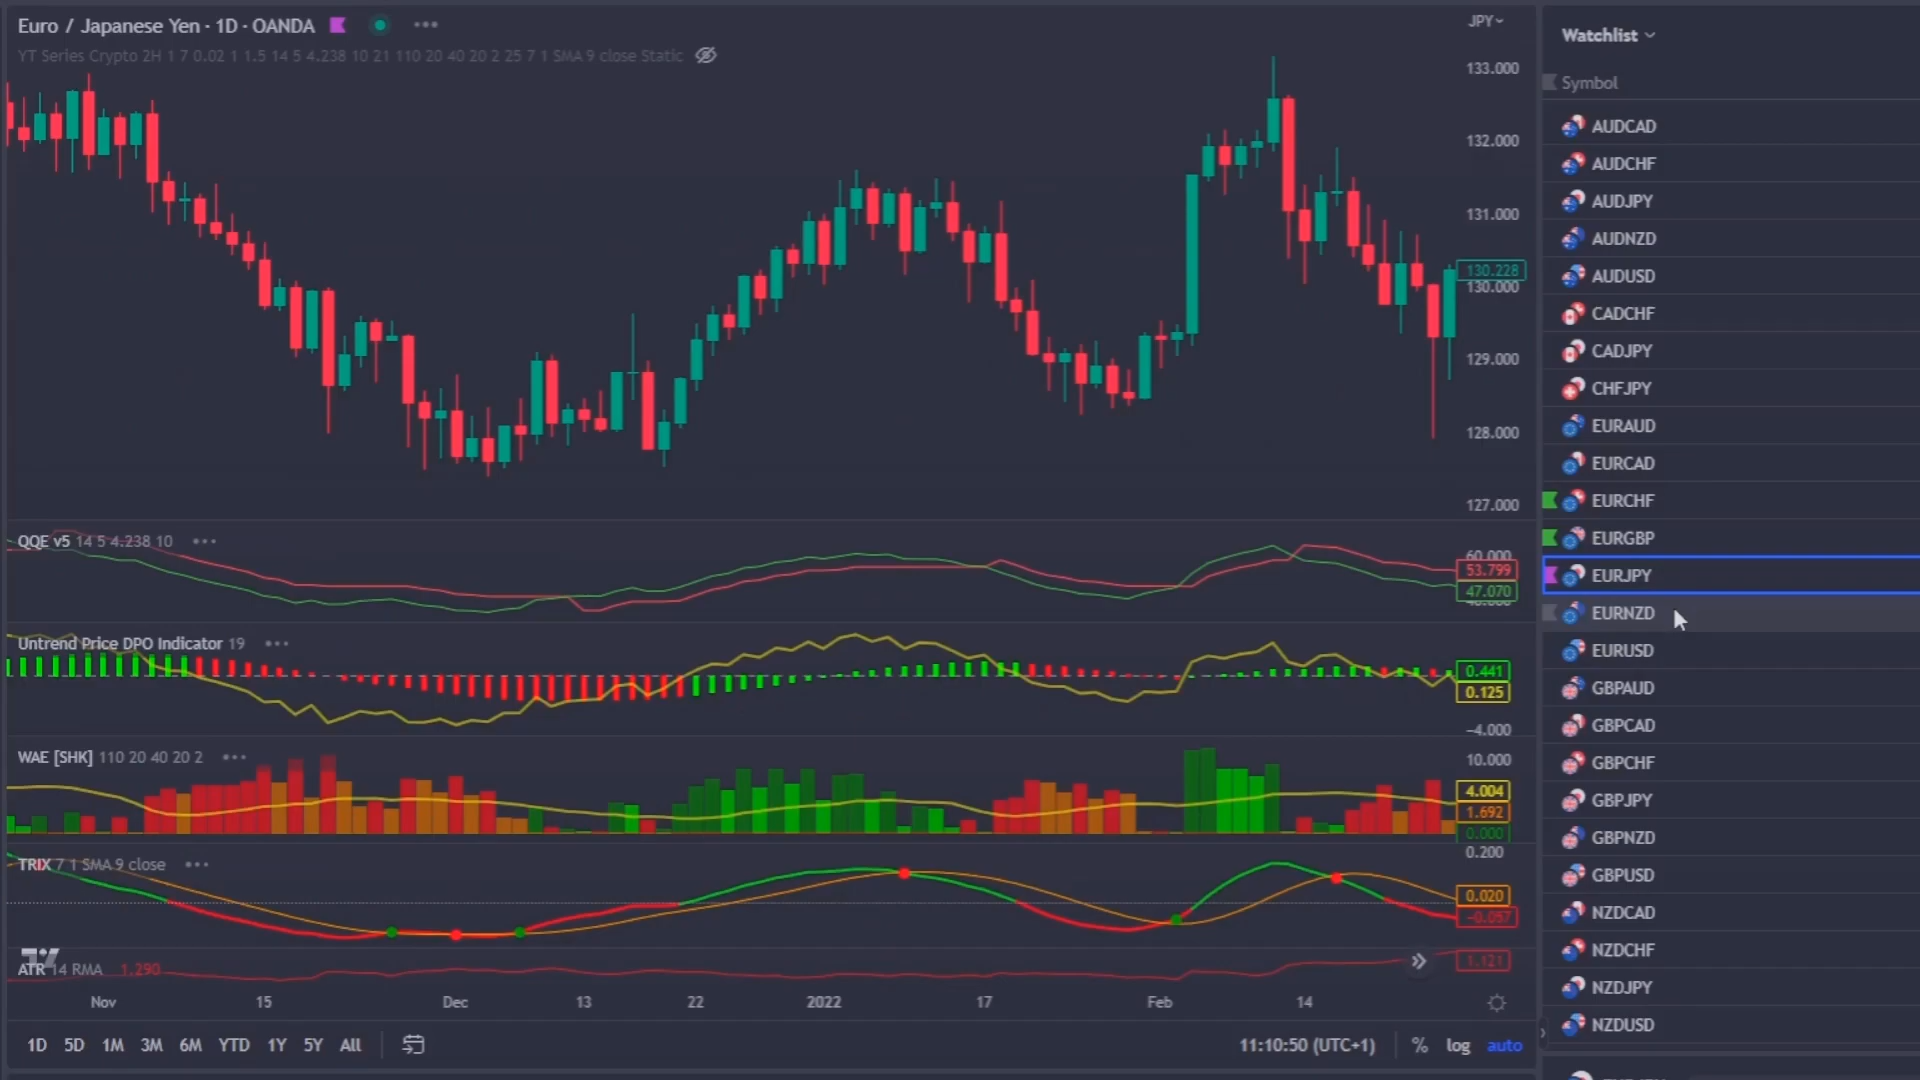 Euro / Japanese Yen · 1D · OANDA
YT Series Crypto 2H 1 7 0.02 1 1.5 14 5 4.238 10 21 110 20 40 20 2 25 7 1 SMA 9 close Static
JPY
133.000
132.000
131.000
130.228
130.000
129.000
128.000
127.000
QQE v5 14 5 4.238 10
60.000
53.799
47.070
Untrend Price DPO Indicator 19
0.441
0.125
−4.000
WAE [SHK] 110 20 40 20 2
10.000
4.004
1.692
0.000
TRIX 7 1 SMA 9 close
0.200
0.020
−0.057
ATR 14 RMA 1.290
1.121
Nov 15 Dec 13 22 2022 17 Feb 14
1D 5D 1M 3M 6M YTD 1Y 5Y All
11:10:50 (UTC+1) % log auto
Watchlist
Symbol
AUDCAD
AUDCHF
AUDJPY
AUDNZD
AUDUSD
CADCHF
CADJPY
CHFJPY
EURAUD
EURCAD
EURCHF
EURGBP
EURJPY
EURNZD
EURUSD
GBPAUD
GBPCAD
GBPCHF
GBPJPY
GBPNZD
GBPUSD
NZDCAD
NZDCHF
NZDJPY
NZDUSD